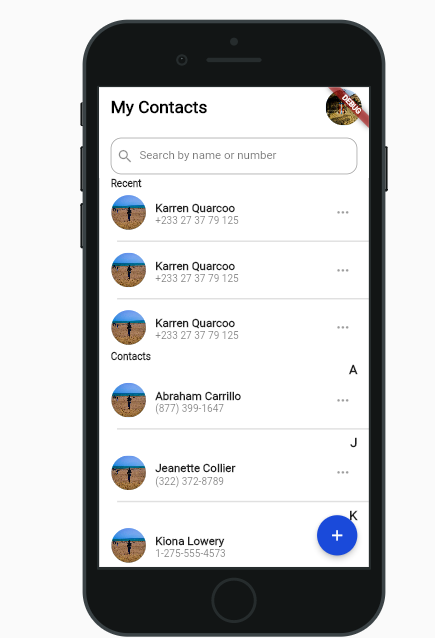 My Contacts
DEBUG
Search by name or number
Recent
Karren Quarcoo
+233 27 37 79 125
Karren Quarcoo
+233 27 37 79 125
Karren Quarcoo
+233 27 37 79 125
Contacts
A
Abraham Carrillo
(877) 399-1647
J
Jeanette Collier
(322) 372-8789
K
Kiona Lowery
1-275-555-4573